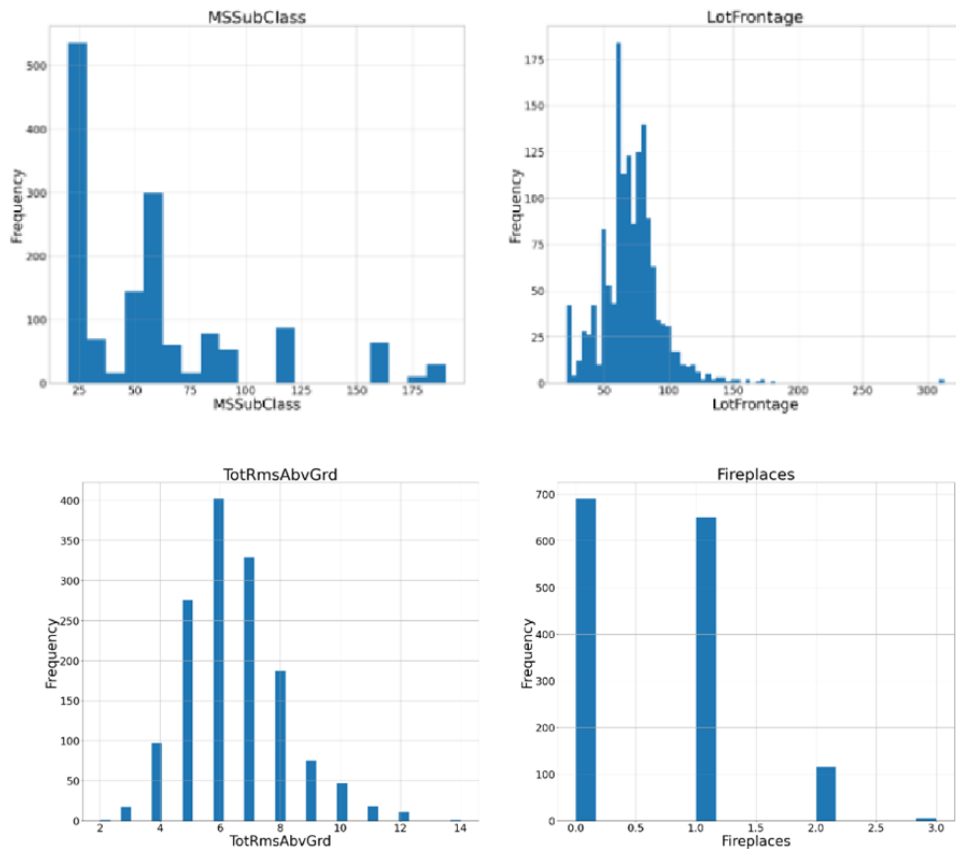 MSSubClass
500
400
300
200
100
0
Frequency
25 50 75 100 125 150 175
MSSubClass
LotFrontage
175
150
125
100
75
50
25
0
Frequency
50 100 150 200 250 300
LotFrontage
TotRmsAbvGrd
400
350
300
250
200
150
100
50
0
Frequency
2 4 6 8 10 12 14
TotRmsAbvGrd
Fireplaces
700
600
500
400
300
200
100
0
Frequency
0.0 0.5 1.0 1.5 2.0 2.5 3.0
Fireplaces